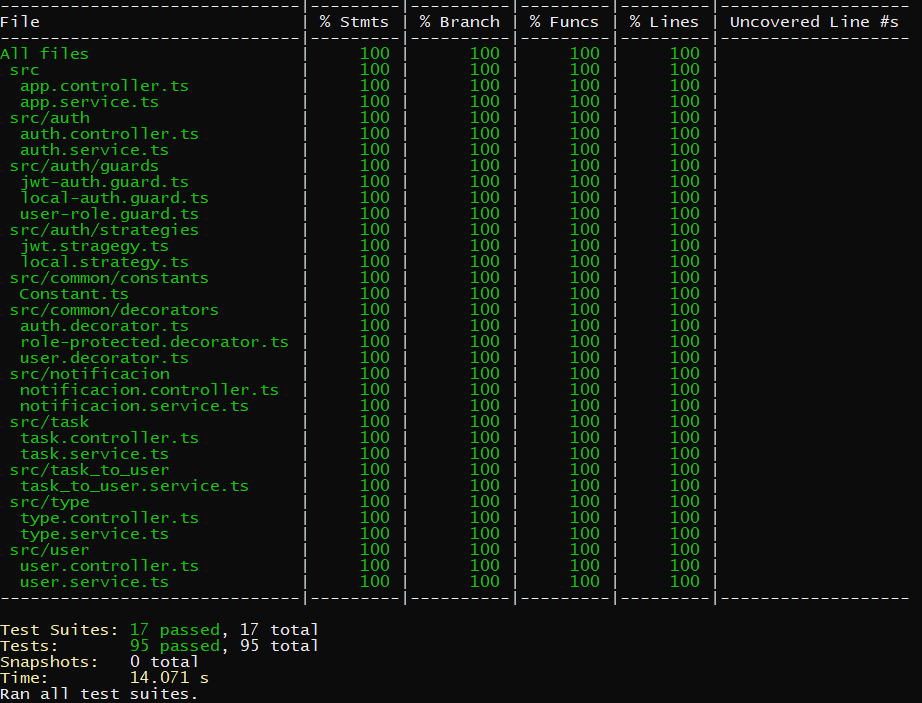 ------------------------------|---------|----------|---------|---------|-------------------
File                          | % Stmts | % Branch | % Funcs | % Lines | Uncovered Line #s
------------------------------|---------|----------|---------|---------|-------------------
All files                     |     100 |      100 |     100 |     100 |
 src                          |     100 |      100 |     100 |     100 |
  app.controller.ts           |     100 |      100 |     100 |     100 |
  app.service.ts              |     100 |      100 |     100 |     100 |
 src/auth                     |     100 |      100 |     100 |     100 |
  auth.controller.ts          |     100 |      100 |     100 |     100 |
  auth.service.ts             |     100 |      100 |     100 |     100 |
 src/auth/guards              |     100 |      100 |     100 |     100 |
  jwt-auth.guard.ts           |     100 |      100 |     100 |     100 |
  local-auth.guard.ts         |     100 |      100 |     100 |     100 |
  user-role.guard.ts          |     100 |      100 |     100 |     100 |
 src/auth/strategies          |     100 |      100 |     100 |     100 |
  jwt.stragegy.ts             |     100 |      100 |     100 |     100 |
  local.strategy.ts           |     100 |      100 |     100 |     100 |
 src/common/constants         |     100 |      100 |     100 |     100 |
  Constant.ts                 |     100 |      100 |     100 |     100 |
 src/common/decorators        |     100 |      100 |     100 |     100 |
  auth.decorator.ts           |     100 |      100 |     100 |     100 |
  role-protected.decorator.ts |     100 |      100 |     100 |     100 |
  user.decorator.ts           |     100 |      100 |     100 |     100 |
 src/notificacion             |     100 |      100 |     100 |     100 |
  notificacion.controller.ts  |     100 |      100 |     100 |     100 |
  notificacion.service.ts     |     100 |      100 |     100 |     100 |
 src/task                     |     100 |      100 |     100 |     100 |
  task.controller.ts          |     100 |      100 |     100 |     100 |
  task.service.ts             |     100 |      100 |     100 |     100 |
 src/task_to_user             |     100 |      100 |     100 |     100 |
  task_to_user.service.ts     |     100 |      100 |     100 |     100 |
 src/type                     |     100 |      100 |     100 |     100 |
  type.controller.ts          |     100 |      100 |     100 |     100 |
  type.service.ts             |     100 |      100 |     100 |     100 |
 src/user                     |     100 |      100 |     100 |     100 |
  user.controller.ts          |     100 |      100 |     100 |     100 |
  user.service.ts             |     100 |      100 |     100 |     100 |
------------------------------|---------|----------|---------|---------|-------------------
Test Suites: 17 passed, 17 total
Tests:       95 passed, 95 total
Snapshots:   0 total
Time:        14.071 s
Ran all test suites.